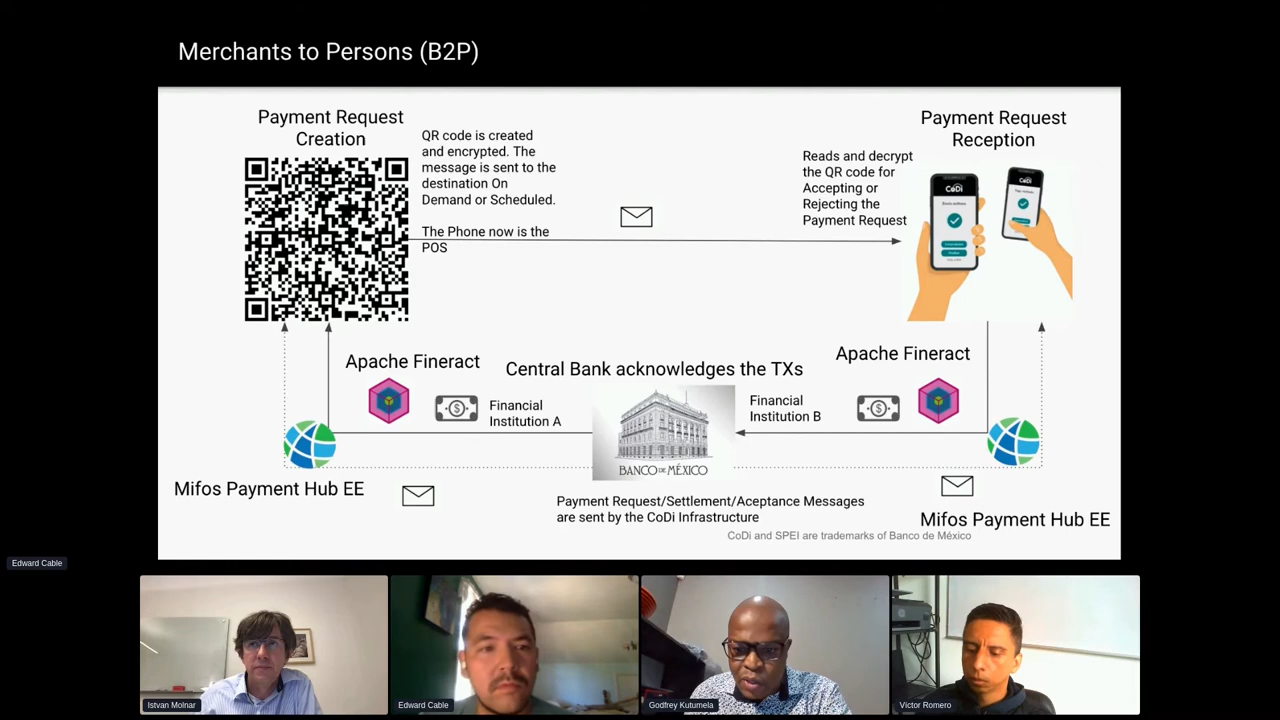 Merchants to Persons (B2P)
Payment Request
Creation
QR code is created
and encrypted. The
message is sent to the
destination On
Demand or Scheduled.
The Phone now is the
POS
Payment Request
Reception
Reads and decrypt
the QR code for
Accepting or
Rejecting the
Payment Request
CoDi
CoDi
Apache Fineract
Central Bank acknowledges the TXs
Apache Fineract
Financial
Institution A
Financial
Institution B
BANCO DE MÉXICO
Mifos Payment Hub EE
Payment Request/Settlement/Aceptance Messages
are sent by the CoDi Infrastructure
Mifos Payment Hub EE
CoDi and SPEI are trademarks of Banco de México
Edward Cable
Istvan Molnar
Edward Cable
Godfrey Kutumela
Victor Romero